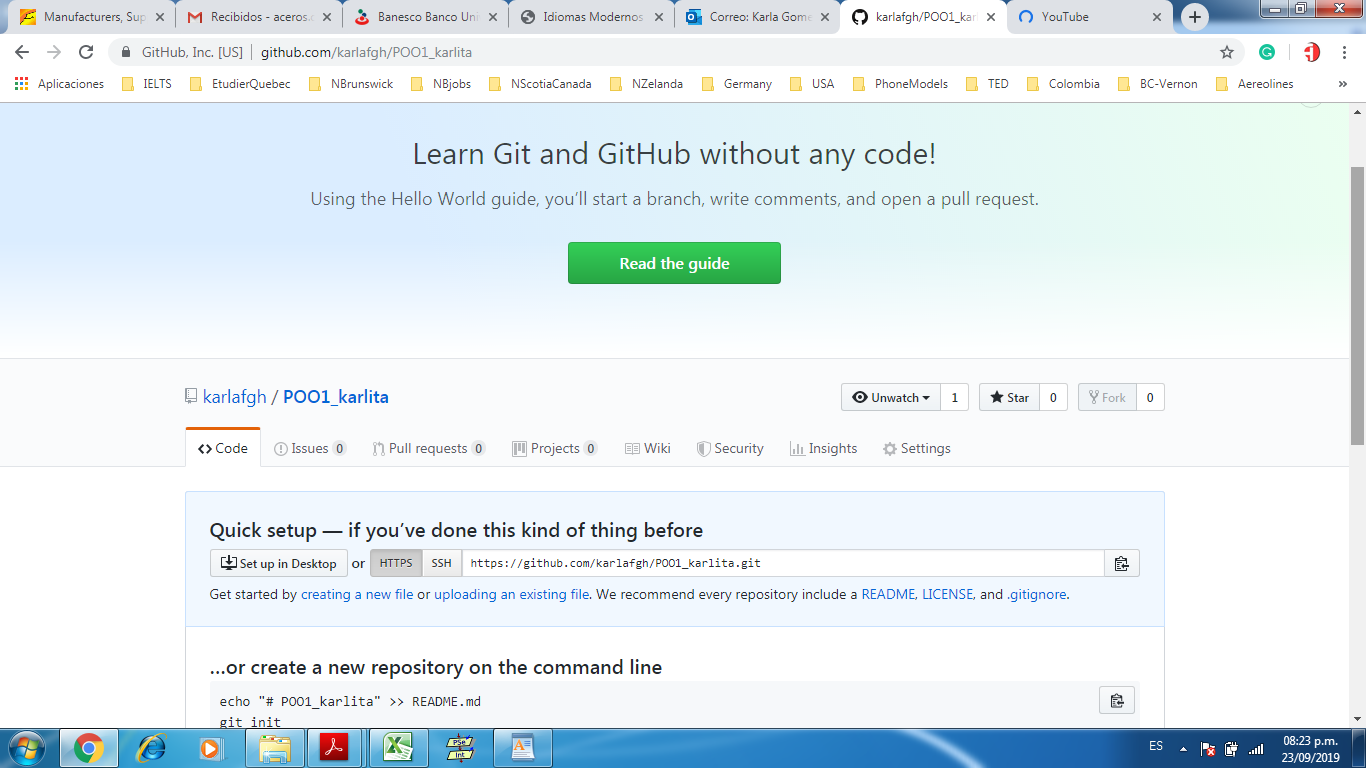 Manufacturers, Sup
Recibidos - aceros.c
Banesco Banco Uni
Idiomas Modernos
Correo: Karla Gome
karlafgh/POO1_kar
YouTube
GitHub, Inc. [US] github.com/karlafgh/POO1_karlita
Aplicaciones IELTS EtudierQuebec NBrunswick NBjobs NScotiaCanada NZelanda Germany USA PhoneModels TED Colombia BC-Vernon Aereolines »
Learn Git and GitHub without any code!
Using the Hello World guide, you’ll start a branch, write comments, and open a pull request.
Read the guide
karlafgh / POO1_karlita
Unwatch 1 Star 0 Fork 0
Code Issues 0 Pull requests 0 Projects 0 Wiki Security Insights Settings
Quick setup — if you’ve done this kind of thing before
Set up in Desktop or HTTPS SSH https://github.com/karlafgh/POO1_karlita.git
Get started by creating a new file or uploading an existing file. We recommend every repository include a README, LICENSE, and .gitignore.
…or create a new repository on the command line
echo "# POO1_karlita" >> README.md
git init
PSe
Int
ES
08:23 p.m.
23/09/2019